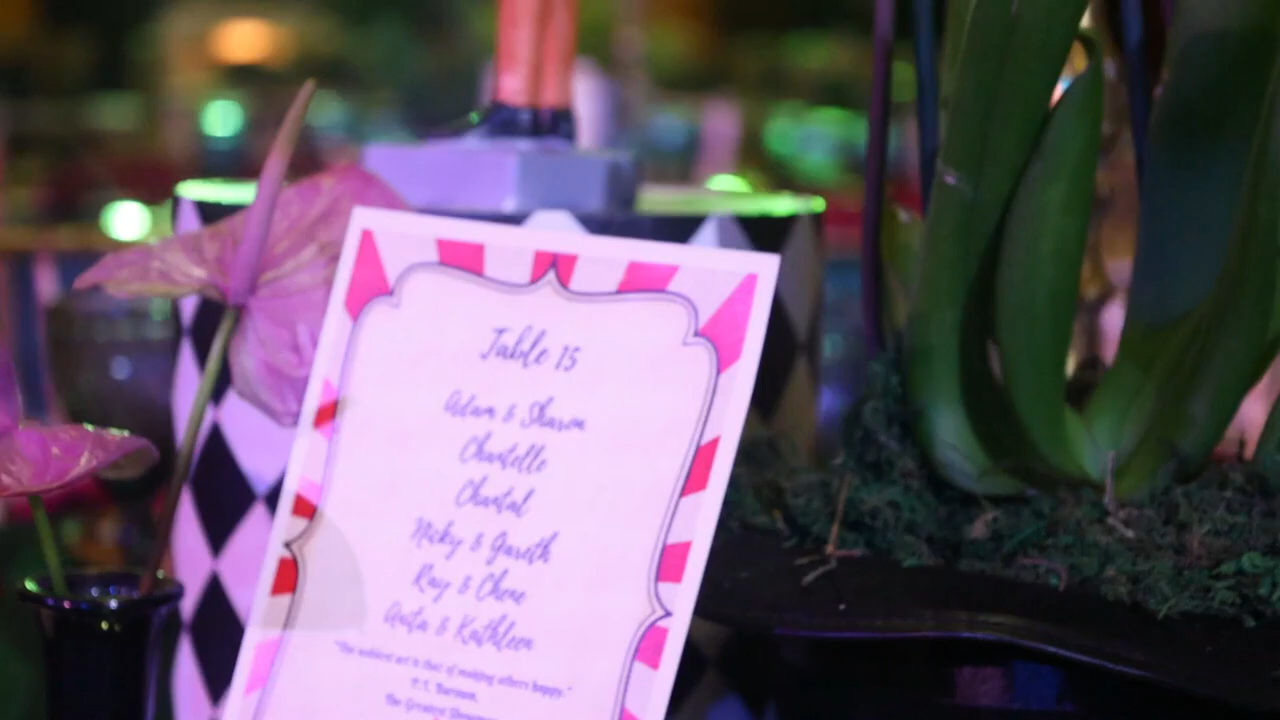 Table 15
Adam & Sharon
Chantelle
Chantal
Nicky & Gareth
Ray & Chene
Anita & Kathleen
"The noblest art is that of making others happy."
P.T. Barnum,
The Greatest Showman